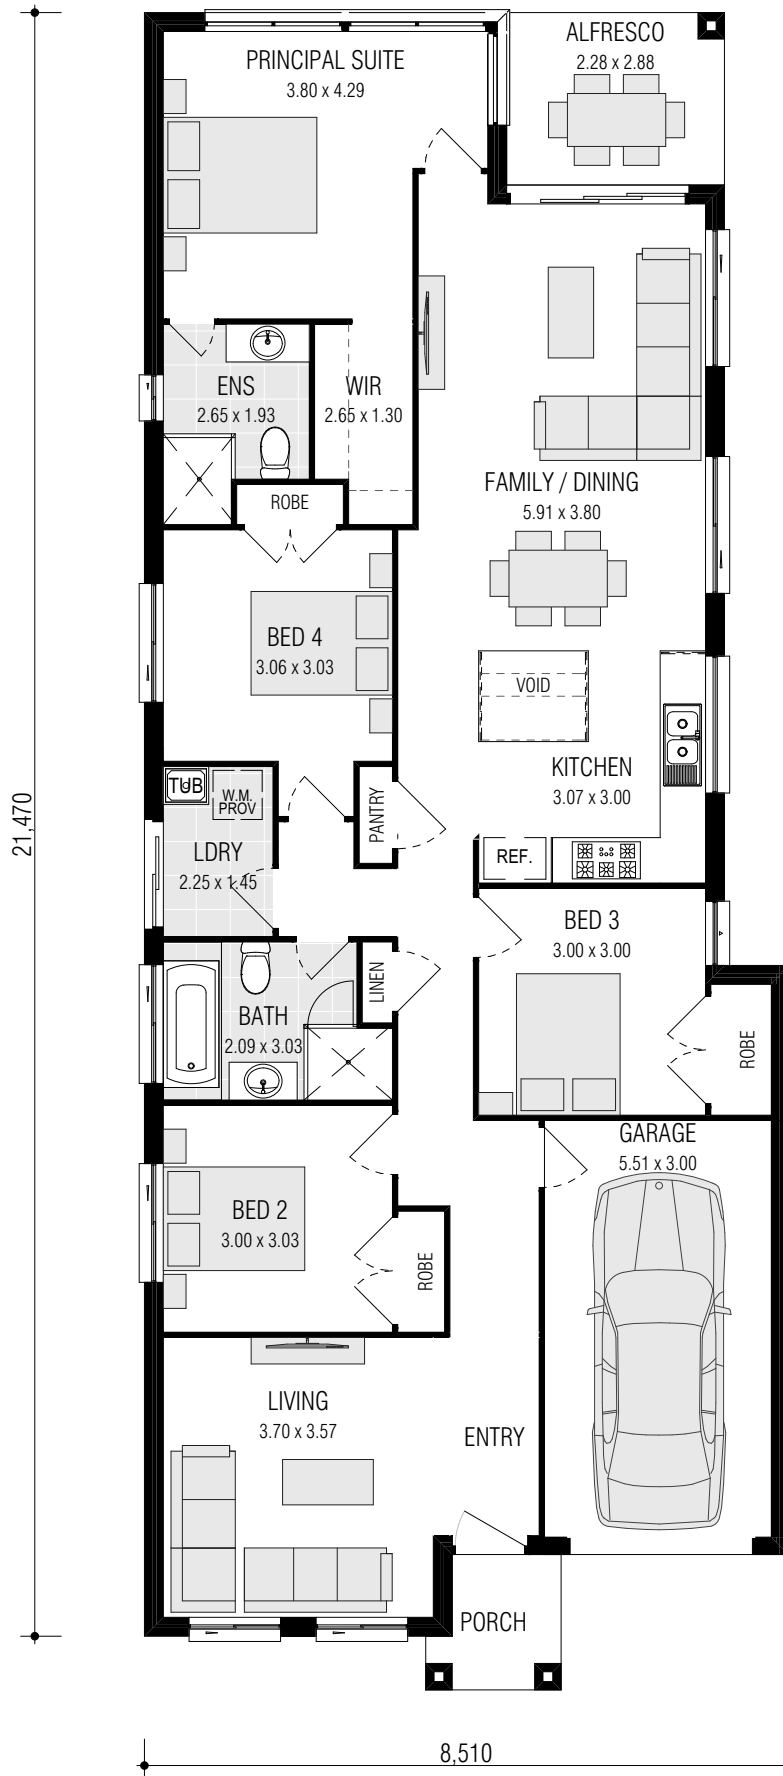 PRINCIPAL SUITE
3.80 x 4.29
ALFRESCO
2.28 x 2.88
ENS
2.65 x 1.93
WIR
2.65 x 1.30
ROBE
FAMILY / DINING
5.91 x 3.80
BED 4
3.06 x 3.03
VOID
KITCHEN
3.07 x 3.00
TUB
W.M.
PROV
PANTRY
LDRY
2.25 x 1.45
REF.
21,470
BED 3
3.00 x 3.00
LINEN
BATH
2.09 x 3.03
ROBE
GARAGE
5.51 x 3.00
BED 2
3.00 x 3.03
ROBE
LIVING
3.70 x 3.57
ENTRY
PORCH
8,510